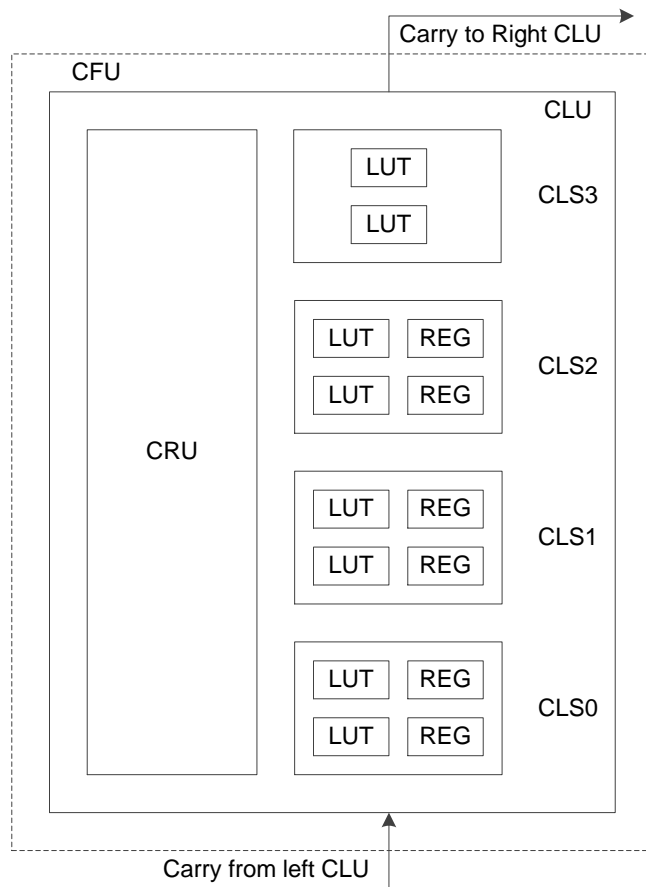 Carry to Right CLU
CFU
CLU
LUT
LUT
CLS3
LUT REG
LUT REG
CLS2
CRU
LUT REG
LUT REG
CLS1
LUT REG
LUT REG
CLS0
Carry from left CLU